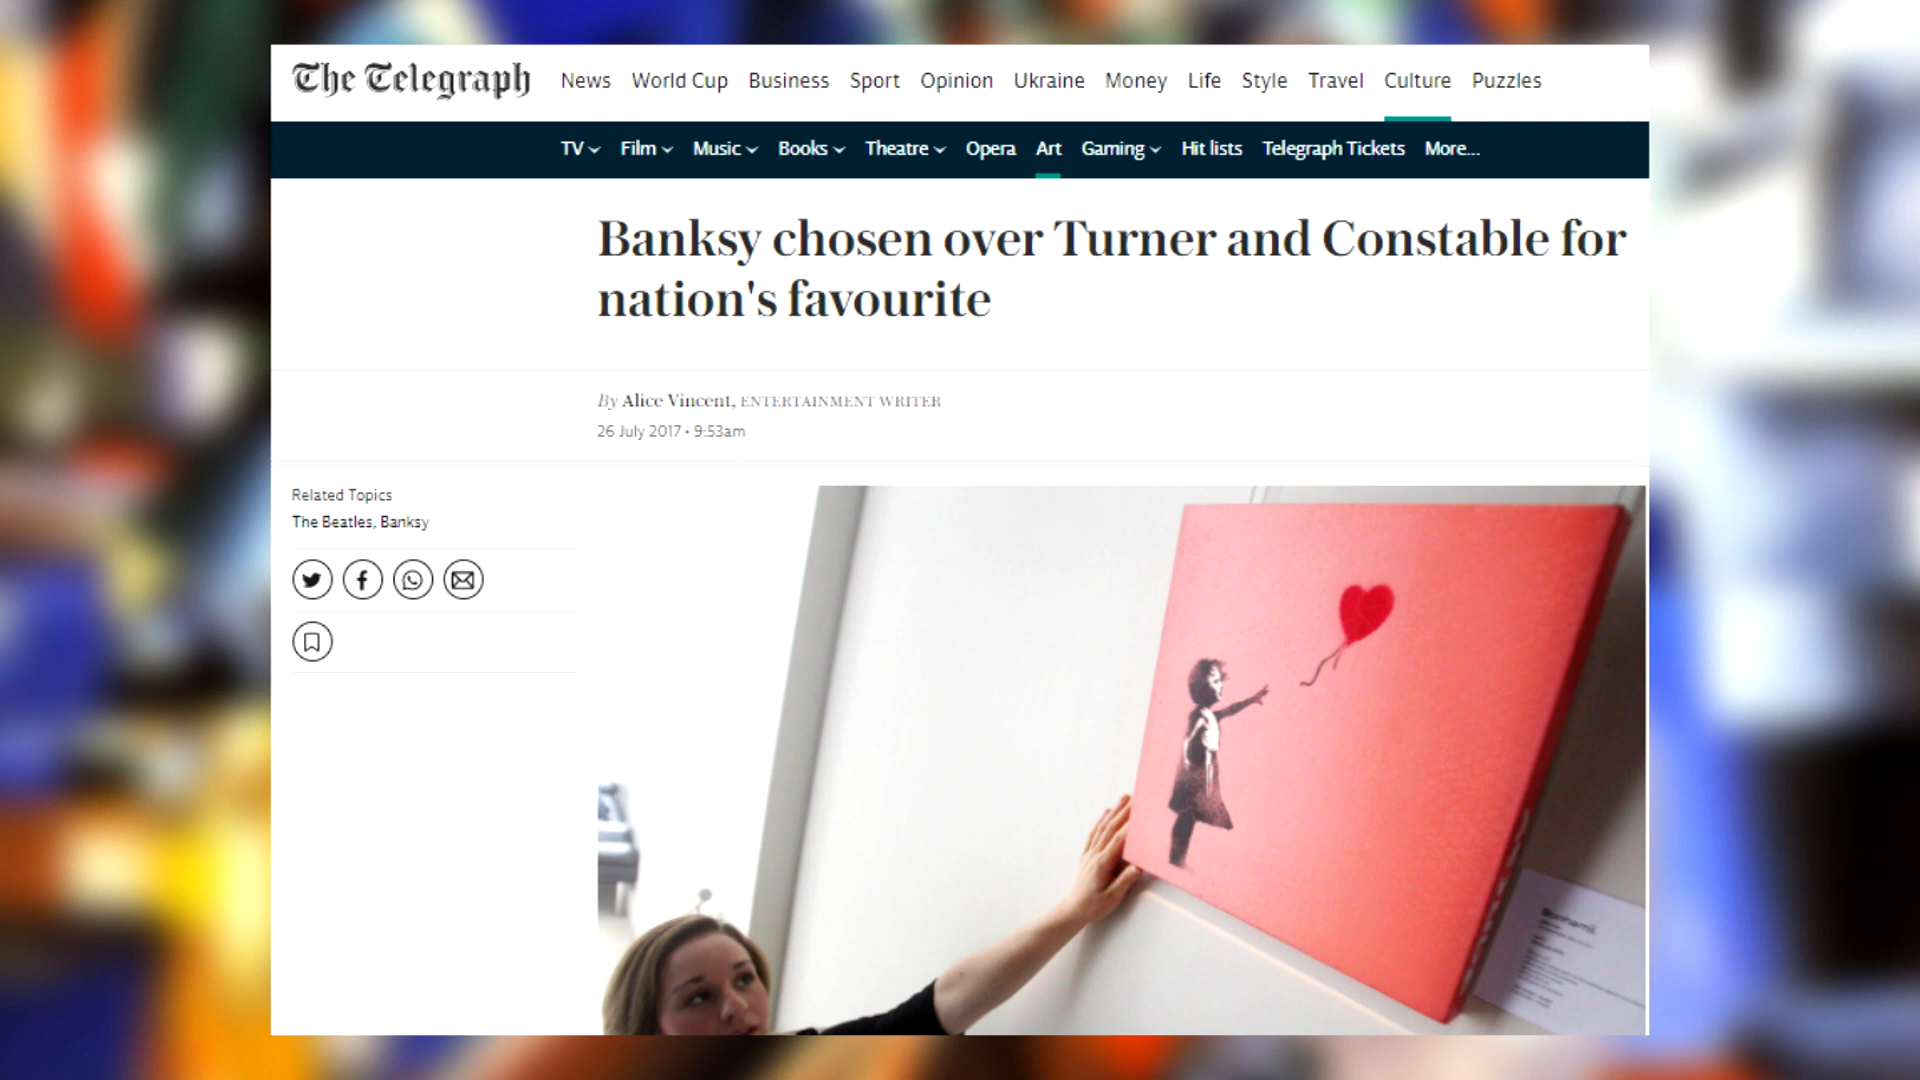 The Telegraph
News World Cup Business Sport Opinion Ukraine Money Life Style Travel Culture Puzzles
TV Film Music Books Theatre Opera Art Gaming Hit lists Telegraph Tickets More...
Banksy chosen over Turner and Constable for
nation's favourite
By Alice Vincent, ENTERTAINMENT WRITER
26 July 2017 • 9:53am
Related Topics
The Beatles, Banksy
Bonhams